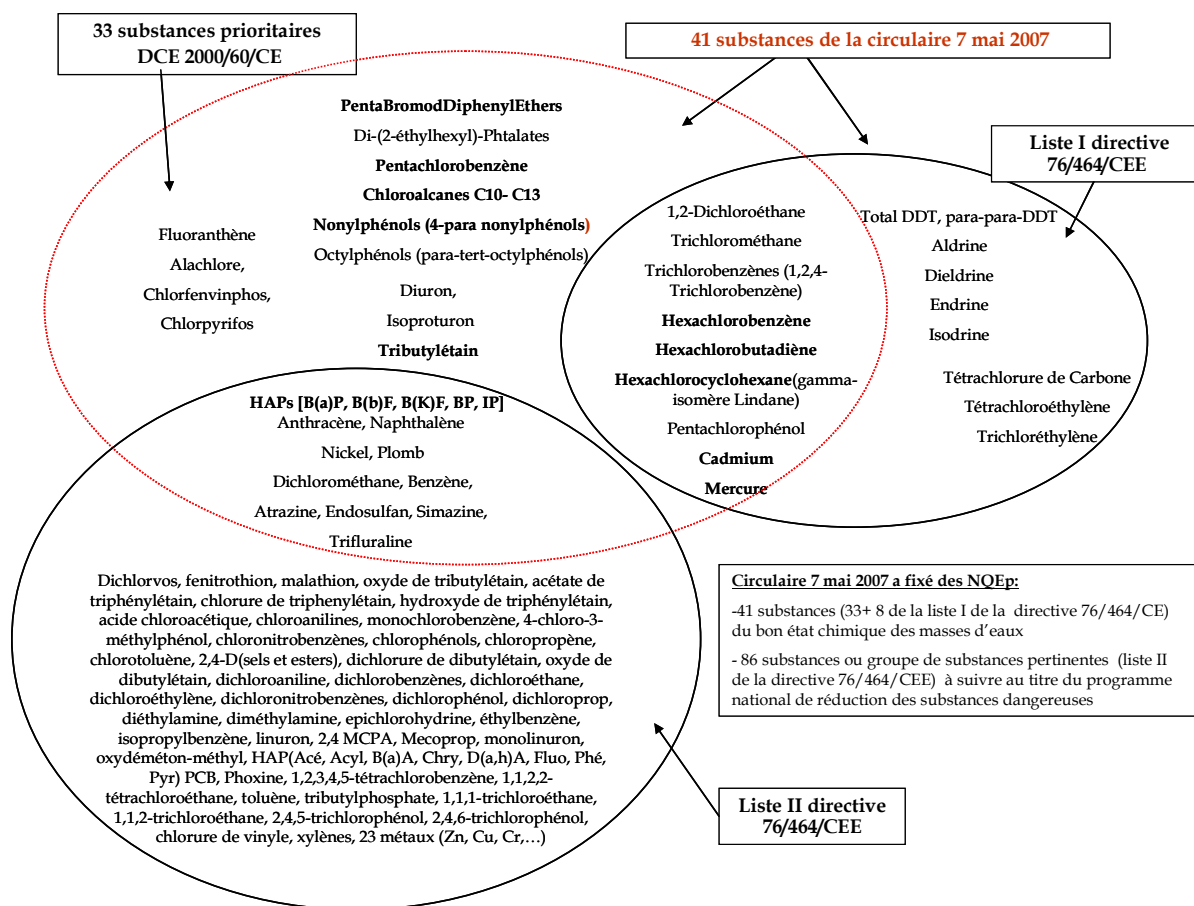 33 substances prioritaires
DCE 2000/60/CE
41 substances de la circulaire 7 mai 2007
Liste I directive
76/464/CEE
PentaBromodDiphenylEthers
Di-(2-éthylhexyl)-Phtalates
Pentachlorobenzène
Chloroalcanes C10- C13
Nonylphénols (4-para nonylphénols)
Octylphénols (para-tert-octylphénols)
Diuron,
Isoproturon
Tributylétain
Fluoranthène
Alachlore,
Chlorfenvinphos,
Chlorpyrifos
1,2-Dichloroéthane
Trichlorométhane
Trichlorobenzènes (1,2,4-
Trichlorobenzène)
Hexachlorobenzène
Hexachlorobutadiène
Hexachlorocyclohexane(gamma-
isomère Lindane)
Pentachlorophénol
Cadmium
Mercure
Total DDT, para-para-DDT
Aldrine
Dieldrine
Endrine
Isodrine
Tétrachlorure de Carbone
Tétrachloroéthylène
Trichloréthylène
HAPs [B(a)P, B(b)F, B(K)F, BP, IP]
Anthracène, Naphthalène
Nickel, Plomb
Dichlorométhane, Benzène,
Atrazine, Endosulfan, Simazine,
Trifluraline
Dichlorvos, fenitrothion, malathion, oxyde de tributylétain, acétate de
triphénylétain, chlorure de triphenylétain, hydroxyde de triphénylétain,
acide chloroacétique, chloroanilines, monochlorobenzène, 4-chloro-3-
méthylphénol, chloronitrobenzènes, chlorophénols, chloropropène,
chlorotoluène, 2,4-D(sels et esters), dichlorure de dibutylétain, oxyde de
dibutylétain, dichloroaniline, dichlorobenzènes, dichloroéthane,
dichloroéthylène, dichloronitrobenzènes, dichlorophénol, dichloroprop,
diéthylamine, diméthylamine, epichlorohydrine, éthylbenzène,
isopropylbenzène, linuron, 2,4 MCPA, Mecoprop, monolinuron,
oxydéméton-méthyl, HAP(Acé, Acyl, B(a)A, Chry, D(a,h)A, Fluo, Phé,
Pyr) PCB, Phoxine, 1,2,3,4,5-tétrachlorobenzène, 1,1,2,2-
tétrachloroéthane, toluène, tributylphosphate, 1,1,1-trichloroéthane,
1,1,2-trichloroéthane, 2,4,5-trichlorophénol, 2,4,6-trichlorophénol,
chlorure de vinyle, xylènes, 23 métaux (Zn, Cu, Cr,…)
Circulaire 7 mai 2007 a fixé des NQEp:
-41 substances (33+ 8 de la liste I de la directive 76/464/CE)
du bon état chimique des masses d'eaux
- 86 substances ou groupe de substances pertinentes (liste II
de la directive 76/464/CEE) à suivre au titre du programme
national de réduction des substances dangereuses
Liste II directive
76/464/CEE